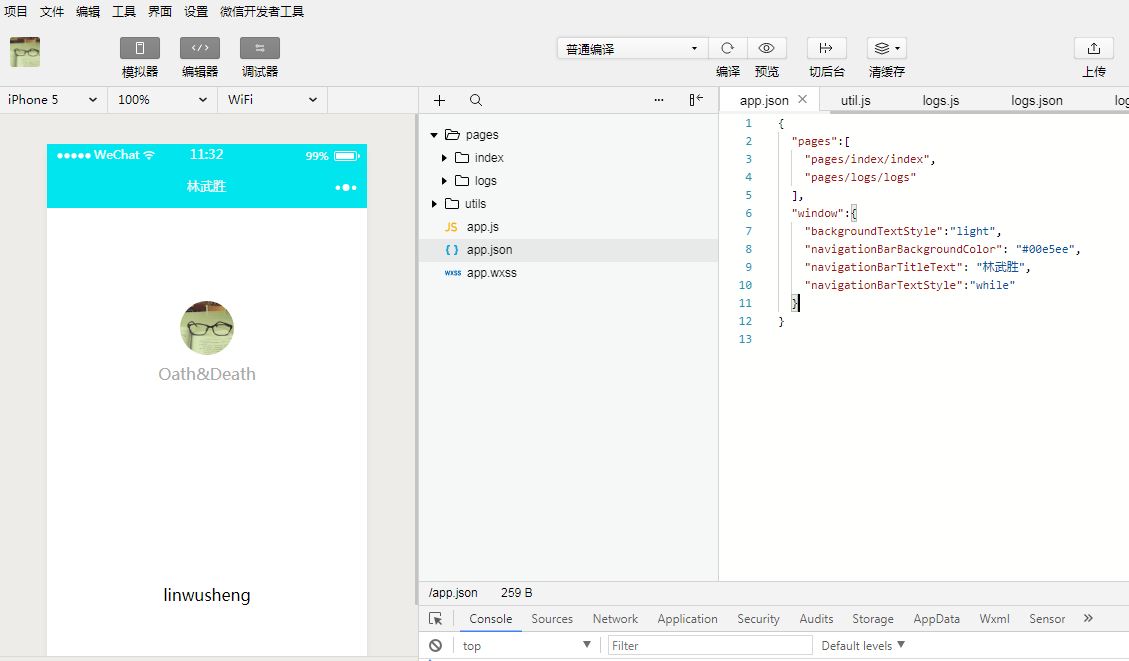 项目 文件 编辑 工具 界面 设置 微信开发者工具
模拟器 编辑器 调试器
普通编译
编译 预览 切后台 清缓存 上传
iPhone 5 100% WiFi
WeChat 11:32 99%
林武胜
Oath&Death
linwusheng
pages
index
logs
utils
JS app.js
{ } app.json
wxss app.wxss
app.json util.js logs.js logs.json log
1 {
2 "pages":[
3 "pages/index/index",
4 "pages/logs/logs"
5 ],
6 "window":{
7 "backgroundTextStyle":"light",
8 "navigationBarBackgroundColor": "#00e5ee",
9 "navigationBarTitleText": "林武胜",
10 "navigationBarTextStyle":"while"
11 }
12 }
13
/app.json 259 B
Console Sources Network Application Security Audits Storage AppData Wxml Sensor
top Filter Default levels